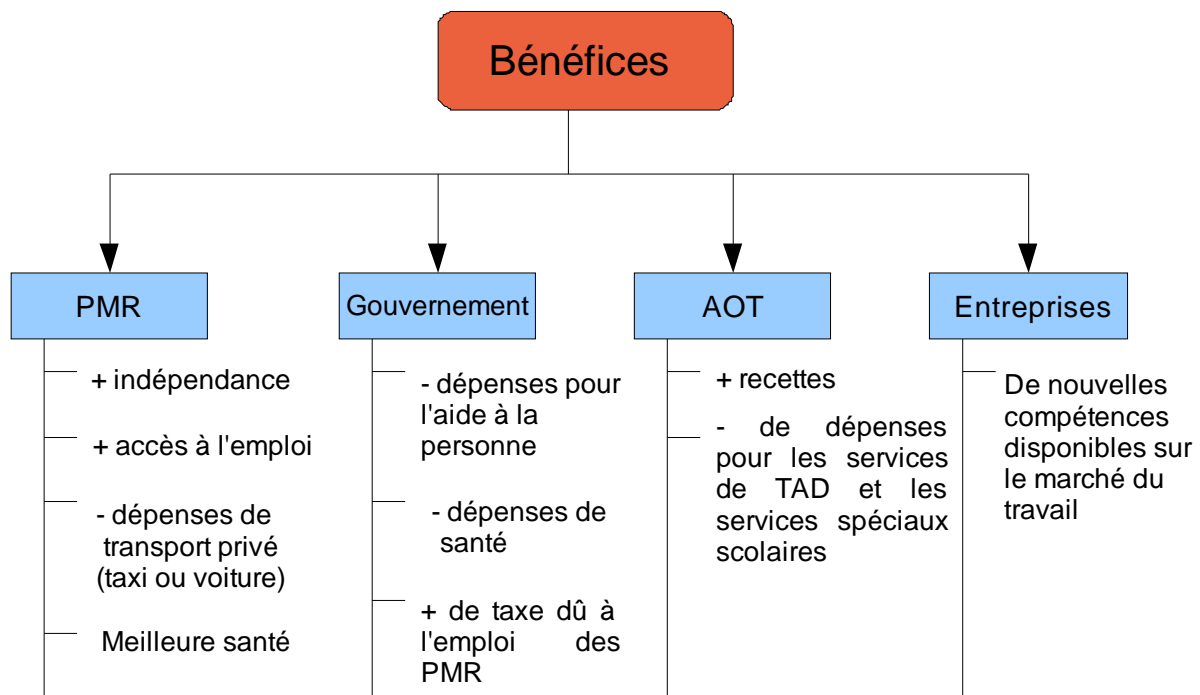 Bénéfices
PMR
+ indépendance
+ accès à l'emploi
- dépenses de
transport privé
(taxi ou voiture)
Meilleure santé
Gouvernement
- dépenses pour
l'aide à la
personne
- dépenses de
santé
+ de taxe dû à
l'emploi des
PMR
AOT
+ recettes
- de dépenses
pour les services
de TAD et les
services spéciaux
scolaires
Entreprises
De nouvelles
compétences
disponibles sur
le marché du
travail